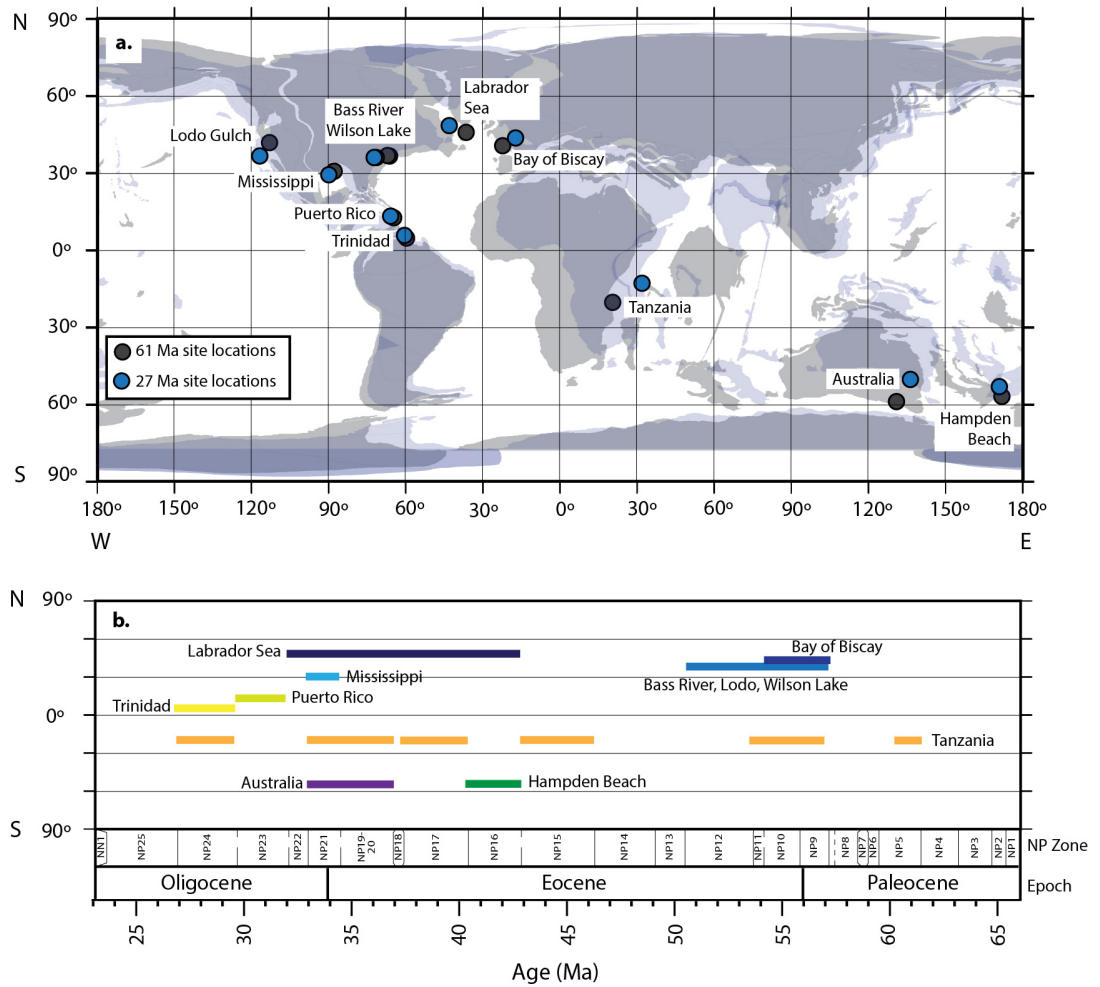 N 90º
a.
60º
30º
0º
30º
60º
S 90º
Labrador
Sea
Bass River
Wilson Lake
Lodo Gulch
Bay of Biscay
Mississippi
Puerto Rico
Trinidad
Tanzania
61 Ma site locations
27 Ma site locations
Australia
Hampden
Beach
180º 150º 120º 90º 60º 30º 0º 30º 60º 90º 120º 150º 180º
W E
N 90º
b.
0º
S 90º
Bay of Biscay
Labrador Sea
Mississippi
Bass River, Lodo, Wilson Lake
Puerto Rico
Trinidad
Tanzania
Australia
Hampden Beach
NN1 NP25 NP24 NP23 NP22 NP21 NP19-20 NP18 NP17 NP16 NP15 NP14 NP13 NP12 NP11 NP10 NP9 NP8 NP7 NP6 NP5 NP4 NP3 NP2 NP1 NP Zone
Oligocene Eocene Paleocene Epoch
25 30 35 40 45 50 55 60 65
Age (Ma)